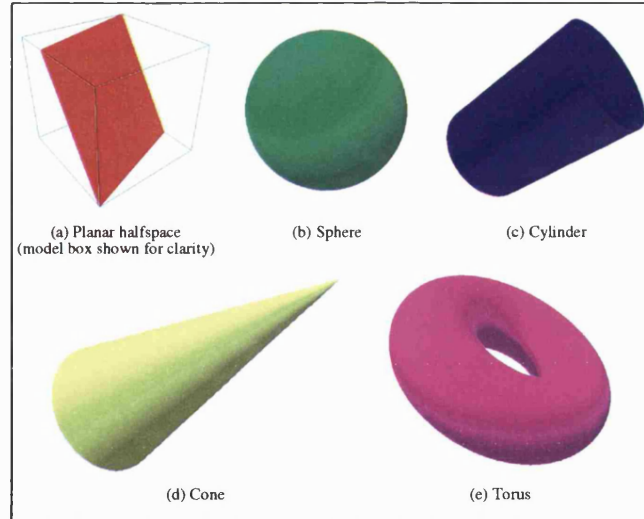 (a) Planar halfspace
(model box shown for clarity)
(b) Sphere
(c) Cylinder
(d) Cone
(e) Torus